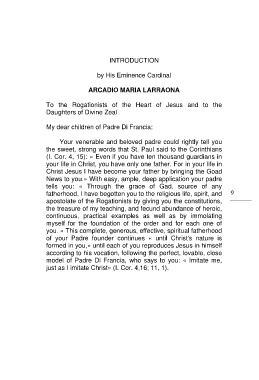 INTRODUCTION
by His Eminence Cardinal
ARCADIO MARIA LARRAONA
To the Rogationists of the Heart of Jesus and to the
Daughters of Divine Zeal
My dear children of Padre Di Francia:
Your venerable and beloved padre could rightly tell you
the sweet, strong words that St. Paul said to the Corinthians
(I. Cor. 4, 15): « Even if you have ten thousand guardians in
your life in Christ, you have only one father. For in your life in
Christ Jesus I have become your father by bringing the Goad
News to you.» With easy, ample, deep application your padre
tells you: « Through the grace of Gad, source of any
fatherhood, I have bogotten you to the religious life, spirit, and
apostolate of the Rogationists by giving you the constitutions,
the treasure of my teaching, and fecund abundance of heroic,
continuous, practical examples as well as by immolating
myself for the foundation of the order and for each one of
you. » This complete, generous, effective, spiritual fatherhood
of your Padre founder continues « until Christ's nature is
formed in you,» until each of you reproduces Jesus in himself
according to his vocation, following the perfect, lovable, close
model of Padre Di Francia, who says to you: « Imitate me,
just as I imitate Christ» (I. Cor. 4,16; 11, 1).
9